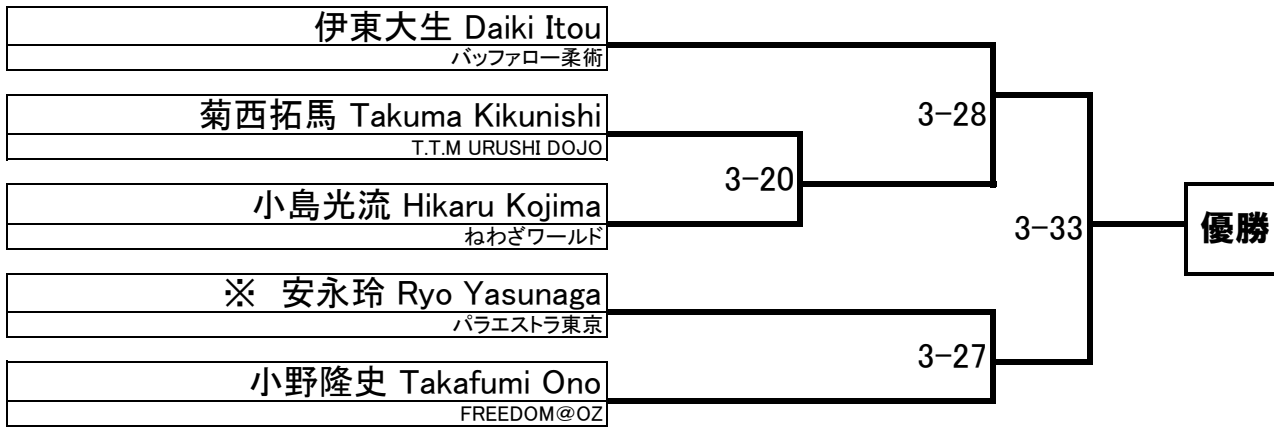 伊東大生 Daiki Itou
バッファロー柔術
菊西拓馬 Takuma Kikunishi
T.T.M URUSHI DOJO
小島光流 Hikaru Kojima
ねわざワールド
※ 安永玲 Ryo Yasunaga
パラエストラ東京
小野隆史 Takafumi Ono
FREEDOM@OZ
3-28
3-20
3-33
3-27
優勝